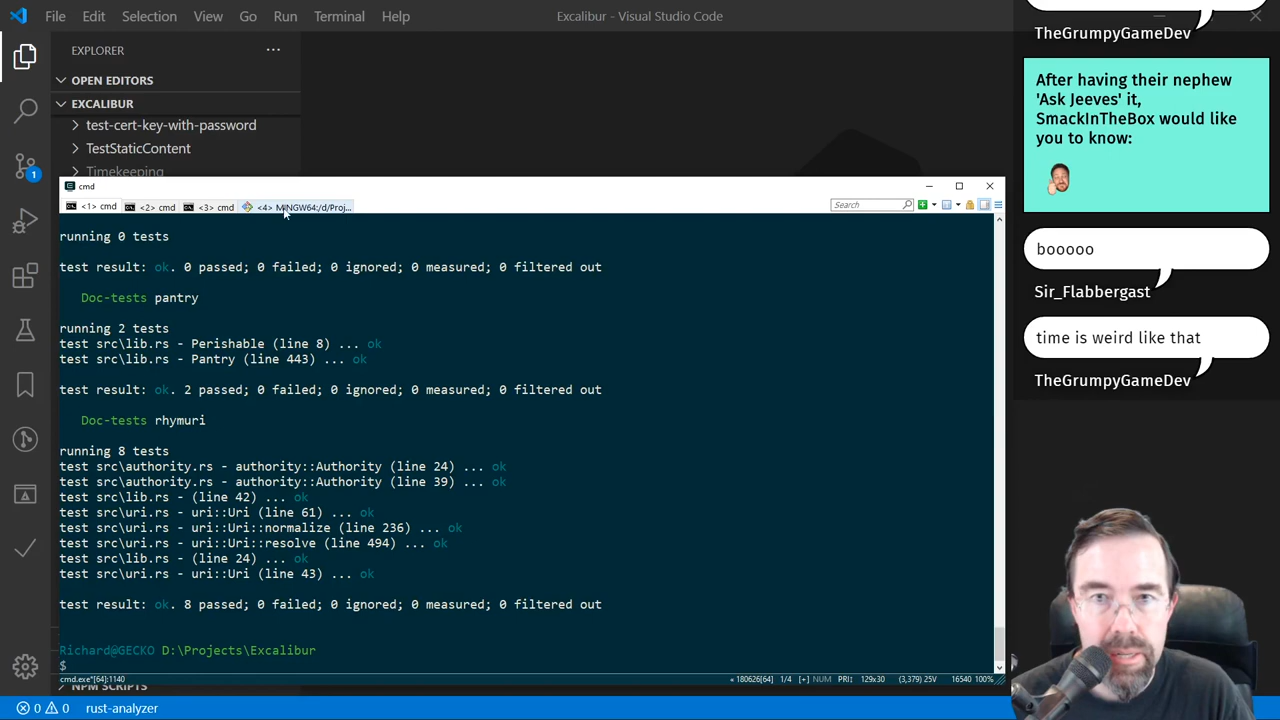 File Edit Selection View Go Run Terminal Help
Excalibur - Visual Studio Code
EXPLORER
OPEN EDITORS
EXCALIBUR
test-cert-key-with-password
TestStaticContent
Timekeeping
1
cmd
<1> cmd <2> cmd <3> cmd <4> MINGW64:/d/Proj...
Search
running 0 tests
test result: ok. 0 passed; 0 failed; 0 ignored; 0 measured; 0 filtered out
Doc-tests pantry
running 2 tests
test src\lib.rs - Perishable (line 8) ... ok
test src\lib.rs - Pantry (line 443) ... ok
test result: ok. 2 passed; 0 failed; 0 ignored; 0 measured; 0 filtered out
Doc-tests rhymuri
running 8 tests
test src\authority.rs - authority::Authority (line 24) ... ok
test src\authority.rs - authority::Authority (line 39) ... ok
test src\lib.rs - (line 42) ... ok
test src\uri.rs - uri::Uri (line 61) ... ok
test src\uri.rs - uri::Uri::normalize (line 236) ... ok
test src\uri.rs - uri::Uri::resolve (line 494) ... ok
test src\lib.rs - (line 24) ... ok
test src\uri.rs - uri::Uri (line 43) ... ok
test result: ok. 8 passed; 0 failed; 0 ignored; 0 measured; 0 filtered out
Richard@GECKO D:\Projects\Excalibur
$
cmd.exe*[64]:1140
180626[64] 1/4 [+] NUM PRI: 129x30 (3,379) 25V 16540 100%
NPM SCRIPTS
0 0 rust-analyzer
TheGrumpyGameDev
After having their nephew
'Ask Jeeves' it,
SmackInTheBox would like
you to know:
booooo
Sir_Flabbergast
time is weird like that
TheGrumpyGameDev